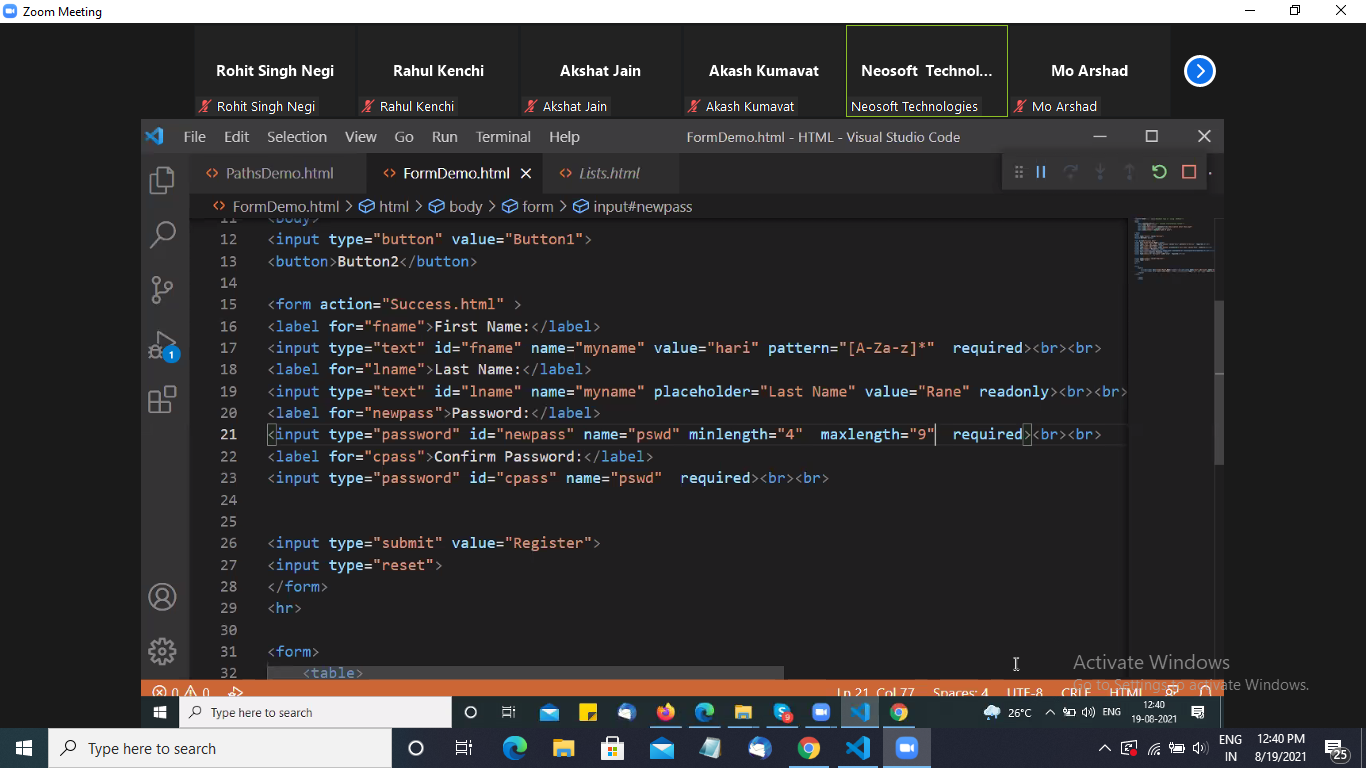 Zoom Meeting
Rohit Singh Negi Rahul Kenchi Akshat Jain Akash Kumavat Neosoft Technol... Mo Arshad
Rohit Singh Negi Rahul Kenchi Akshat Jain Akash Kumavat Neosoft Technologies Mo Arshad
File Edit Selection View Go Run Terminal Help FormDemo.html - HTML - Visual Studio Code
PathsDemo.html FormDemo.html Lists.html
FormDemo.html > html > body > form > input#newpass
11 <body>
12 <input type="button" value="Button1">
13 <button>Button2</button>
14
15 <form action="Success.html" >
16 <label for="fname">First Name:</label>
17 <input type="text" id="fname" name="myname" value="hari" pattern="[A-Za-z]*"  required><br><br>
18 <label for="lname">Last Name:</label>
19 <input type="text" id="lname" name="myname" placeholder="Last Name" value="Rane" readonly><br><br>
20 <label for="newpass">Password:</label>
21 <input type="password" id="newpass" name="pswd" minlength="4"  maxlength="9"  required><br><br>
22 <label for="cpass">Confirm Password:</label>
23 <input type="password" id="cpass" name="pswd"  required><br><br>
24
25
26 <input type="submit" value="Register">
27 <input type="reset">
28 </form>
29 <hr>
30
31 <form>
32 <table>
1
Activate Windows
Go to Settings to activate Windows.
0 0 Ln 21, Col 77 Spaces: 4 UTF-8 CRLF HTML
Type here to search 9 26°C ENG 12:40
19-08-2021
Type here to search ENG 12:40 PM
IN 8/19/2021 25